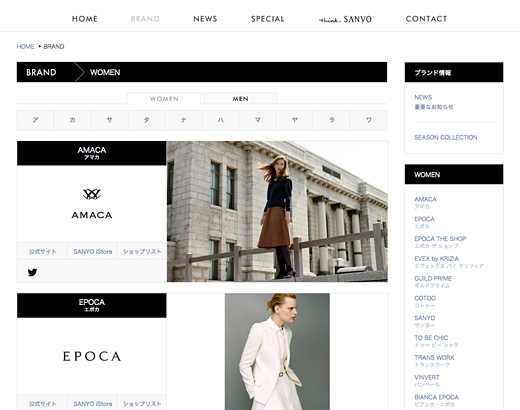 HOME BRAND NEWS SPECIAL think. SANYO CONTACT
HOME • BRAND
BRAND WOMEN
WOMEN MEN
ア カ サ タ ナ ハ マ ヤ ラ ワ
AMACA
アマカ
AMACA
公式サイト SANYO iStore ショップリスト
EPOCA
エポカ
EPOCA
公式サイト SANYO iStore ショップリスト
ブランド情報
NEWS
重要なお知らせ
SEASON COLLECTION
WOMEN
AMACA
アマカ
EPOCA
エポカ
EPOCA THE SHOP
エポカ ザ ショップ
EVEX by KRIZIA
エヴェックス バイ クリツィア
GUILD PRIME
ギルドプライム
COTOO
コトゥー
SANYO
サンヨー
TO BE CHIC
トゥー ビー シック
TRANS WORK
トランスワーク
VINVERT
バンベール
BIANCA EPOCA
ビアンカ・エポカ